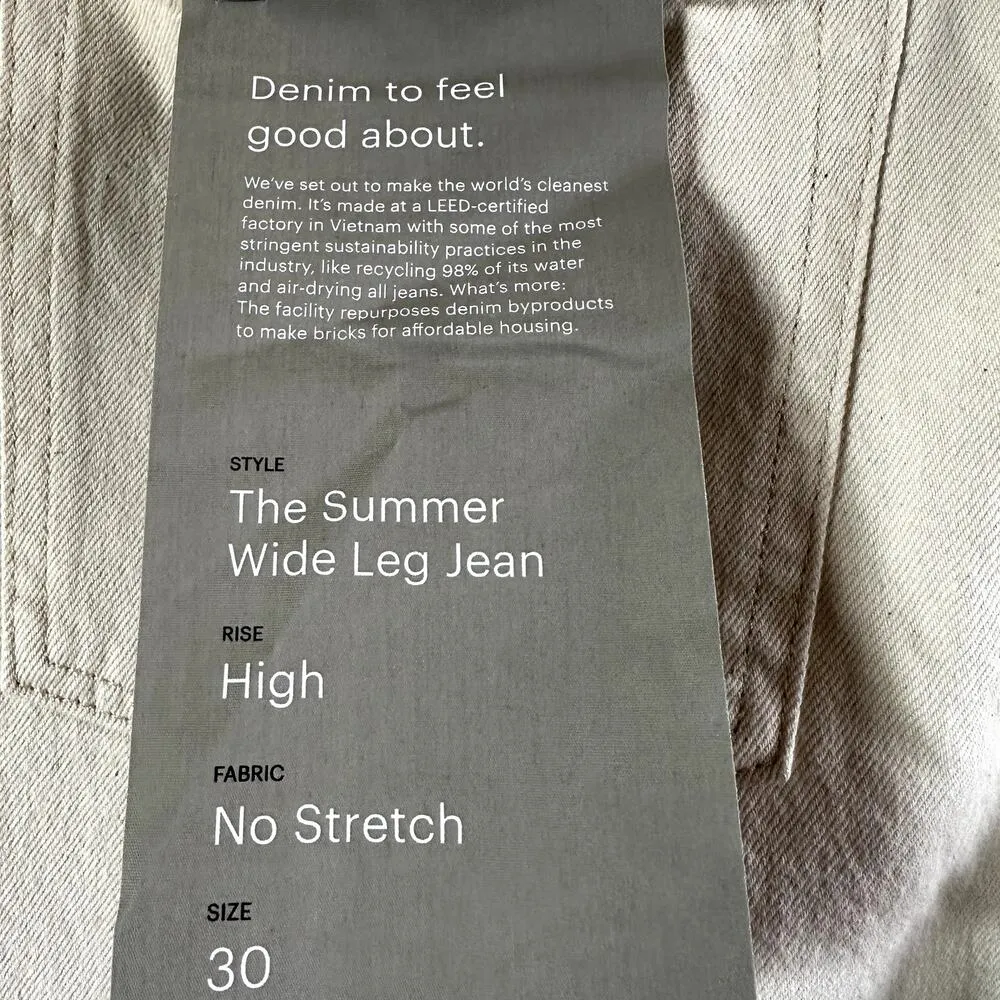 Denim to feel
good about.
We've set out to make the world's cleanest
denim. It's made at a LEED-certified
factory in Vietnam with some of the most
stringent sustainability practices in the
industry, like recycling 98% of its water
and air-drying all jeans. What's more:
The facility repurposes denim byproducts
to make bricks for affordable housing.
STYLE
The Summer
Wide Leg Jean
RISE
High
FABRIC
No Stretch
SIZE
30